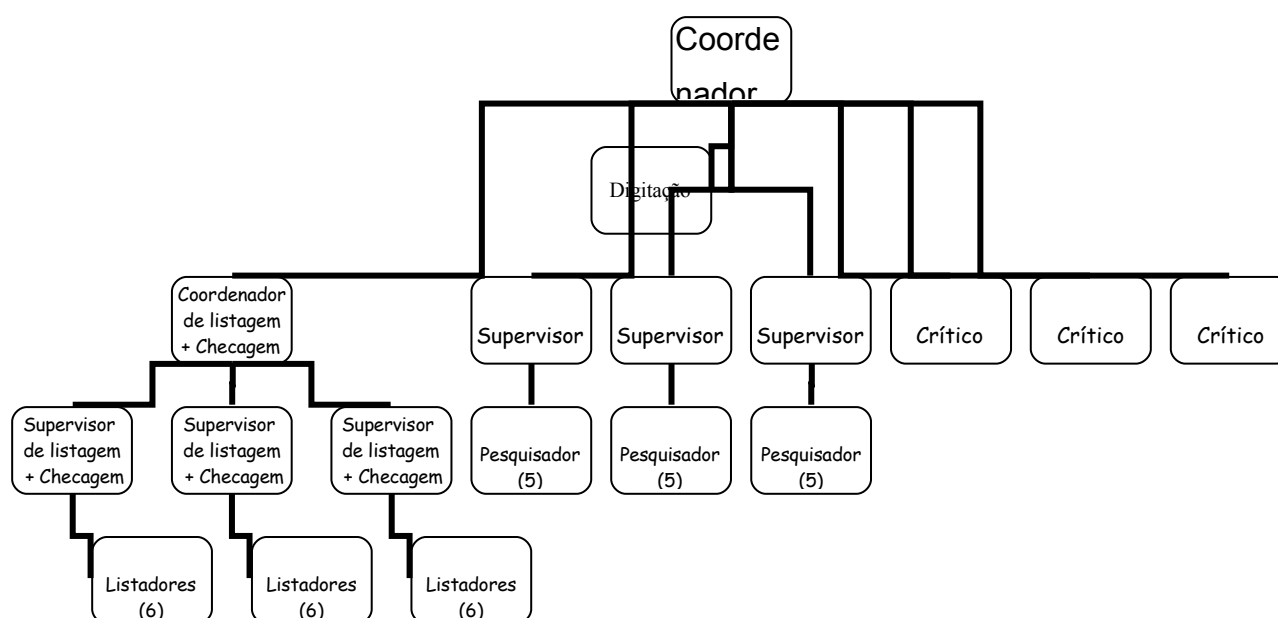 Coorde
nador
Digitação
Coordenador
de listagem
+ Checagem
Supervisor
Supervisor
Supervisor
Crítico
Crítico
Crítico
Supervisor
de listagem
+ Checagem
Supervisor
de listagem
+ Checagem
Supervisor
de listagem
+ Checagem
Pesquisador
(5)
Pesquisador
(5)
Pesquisador
(5)
Listadores
(6)
Listadores
(6)
Listadores
(6)